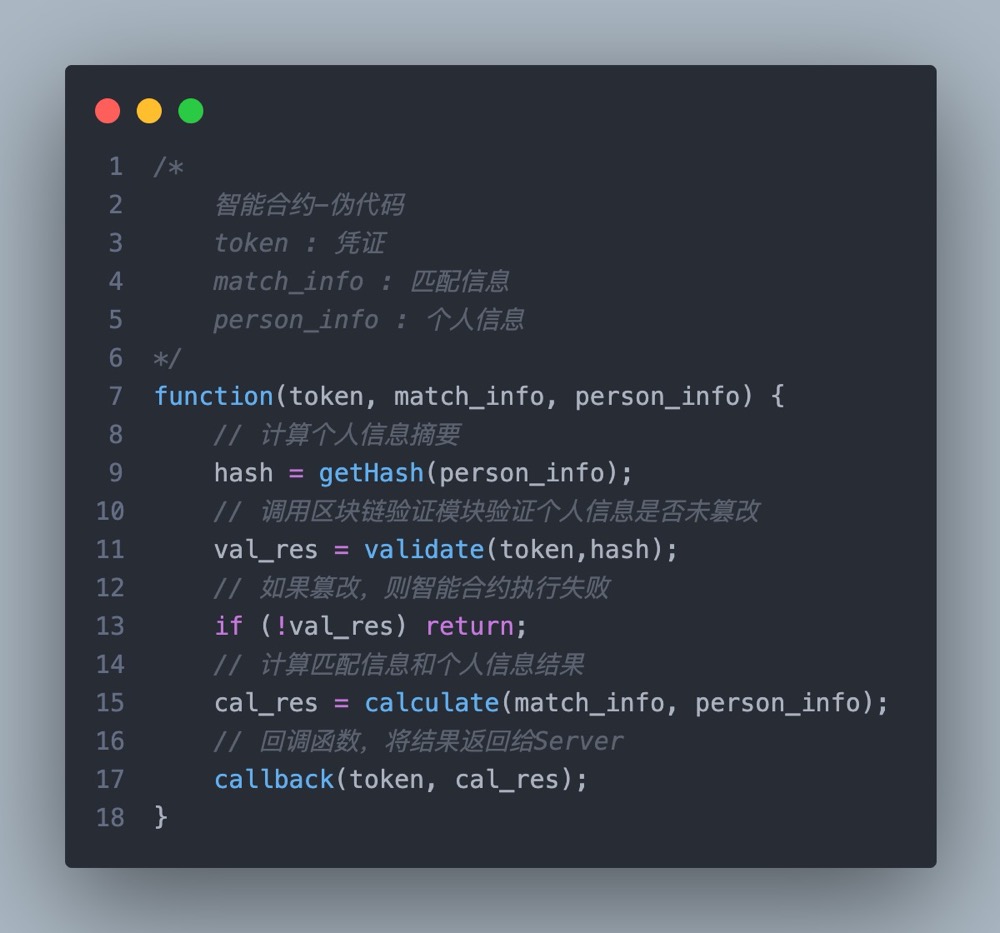 1 /*
2 智能合约-伪代码
3 token : 凭证
4 match_info : 匹配信息
5 person_info : 个人信息
6 */
7 function(token, match_info, person_info) {
8 // 计算个人信息摘要
9 hash = getHash(person_info);
10 // 调用区块链验证模块验证个人信息是否未篡改
11 val_res = validate(token,hash);
12 // 如果篡改，则智能合约执行失败
13 if (!val_res) return;
14 // 计算匹配信息和个人信息结果
15 cal_res = calculate(match_info, person_info);
16 // 回调函数，将结果返回给Server
17 callback(token, cal_res);
18 }